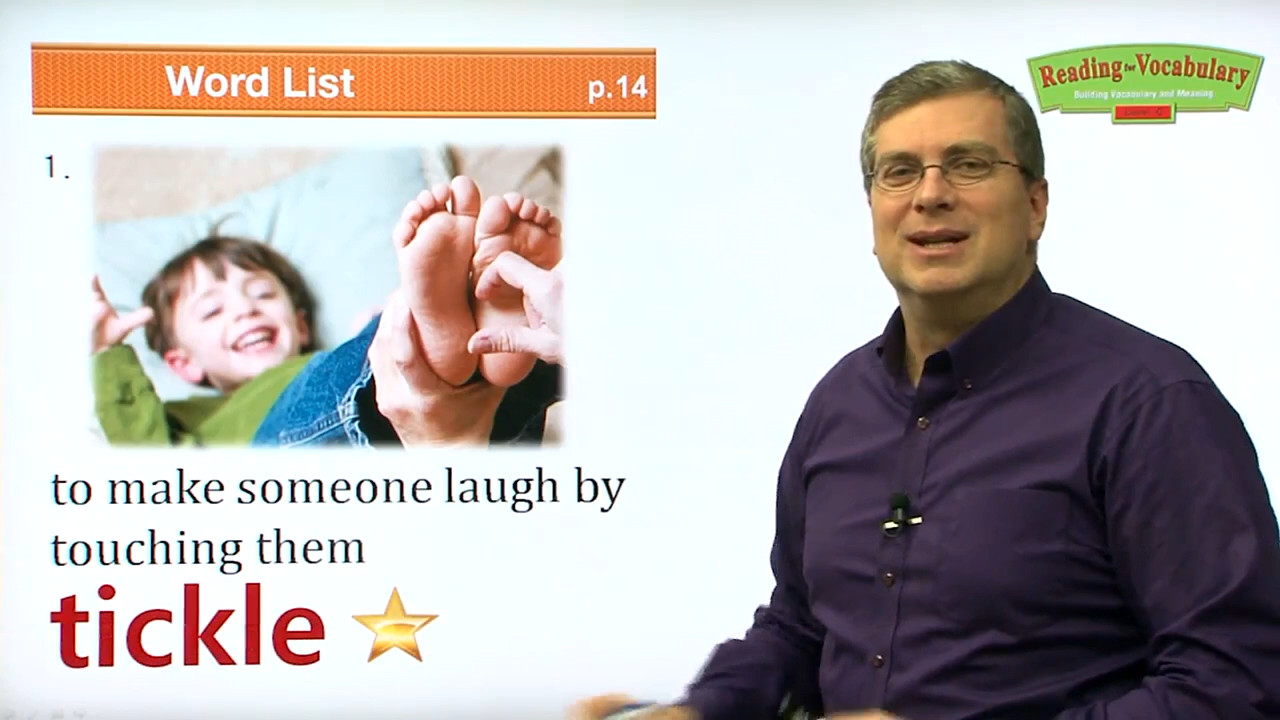 Word List
p.14
Reading for Vocabulary
Building Vocabulary and Meaning
1.
to make someone laugh by
touching them
tickle